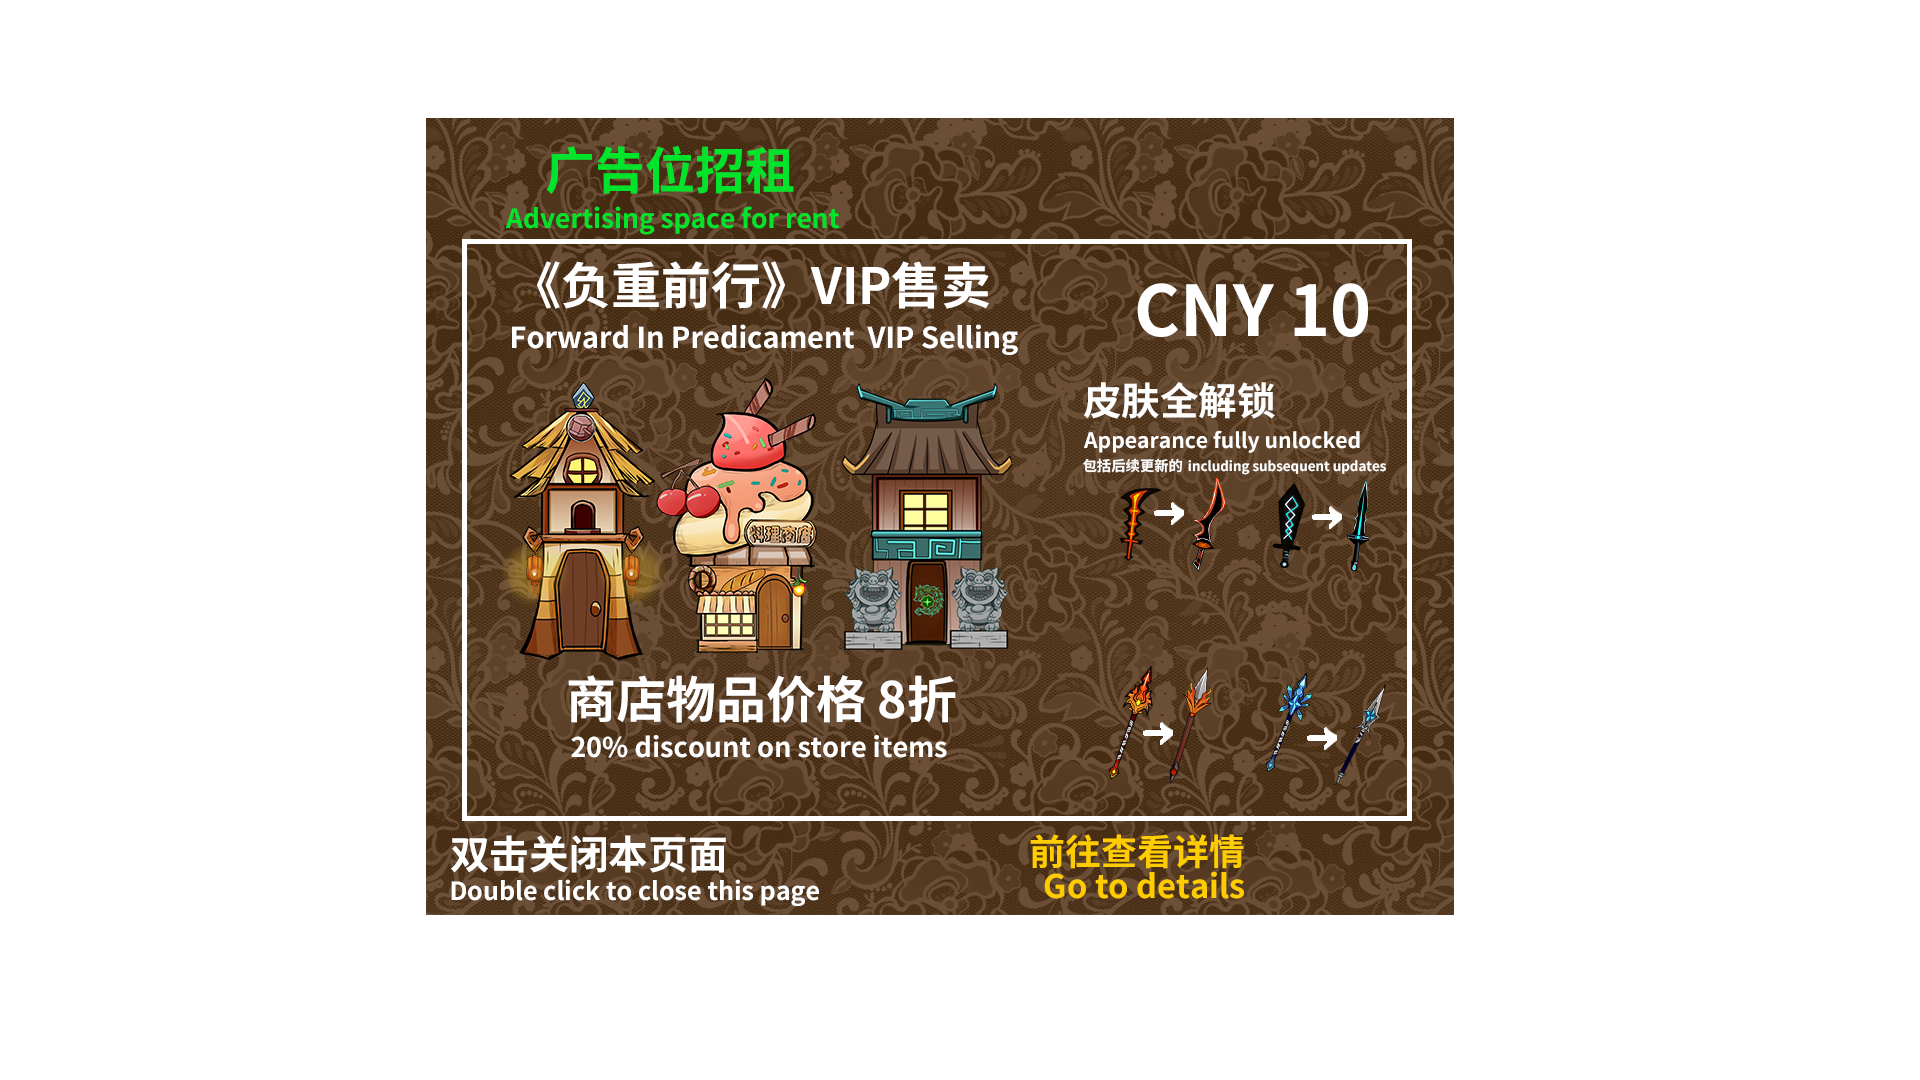 广告位招租
Advertising space for rent
《负重前行》VIP售卖
Forward In Predicament VIP Selling
CNY 10
皮肤全解锁
Appearance fully unlocked
包括后续更新的 including subsequent updates
料理商店
商店物品价格 8折
20% discount on store items
双击关闭本页面
Double click to close this page
前往查看详情
Go to details